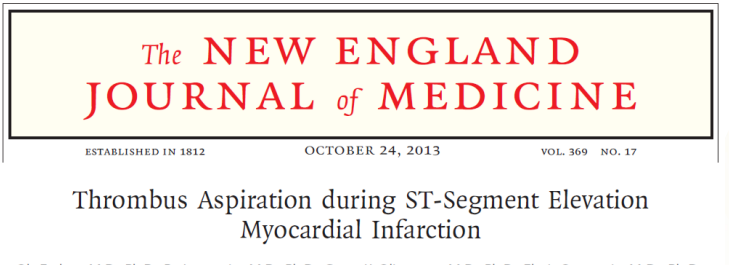 The NEW ENGLAND
JOURNAL of MEDICINE
ESTABLISHED IN 1812 OCTOBER 24, 2013 VOL. 369 NO. 17
Thrombus Aspiration during ST-Segment Elevation
Myocardial Infarction